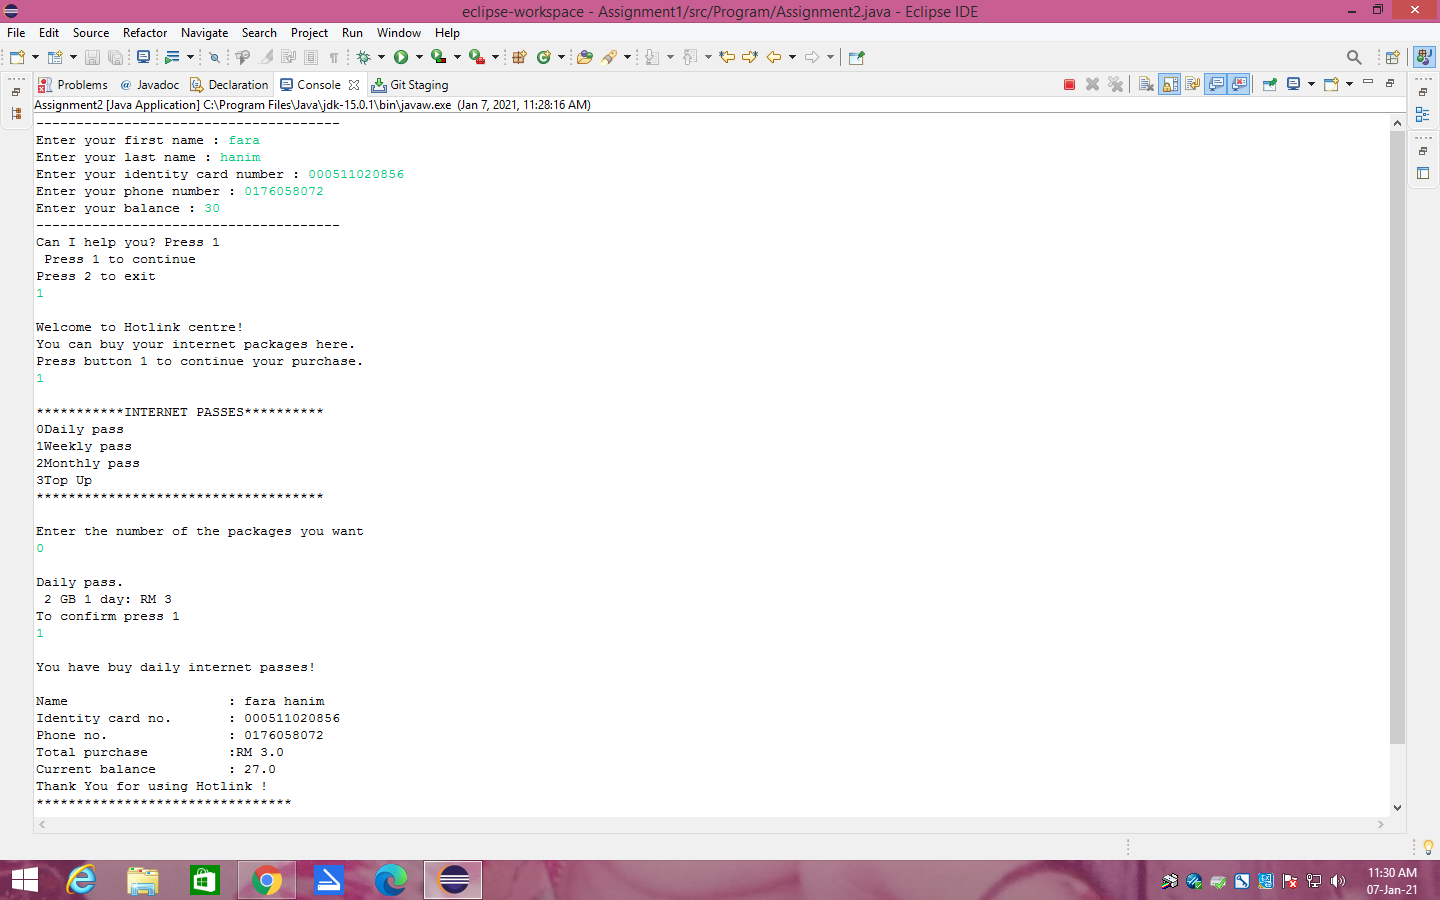 eclipse-workspace - Assignment1/src/Program/Assignment2.java - Eclipse IDE
File Edit Source Refactor Navigate Search Project Run Window Help
Problems @ Javadoc Declaration Console Git Staging
Assignment2 [Java Application] C:\Program Files\Java\jdk-15.0.1\bin\javaw.exe (Jan 7, 2021, 11:28:16 AM)
--------------------------------------
Enter your first name : fara
Enter your last name : hanim
Enter your identity card number : 000511020856
Enter your phone number : 0176058072
Enter your balance : 30
--------------------------------------
Can I help you? Press 1
Press 1 to continue
Press 2 to exit
1
Welcome to Hotlink centre!
You can buy your internet packages here.
Press button 1 to continue your purchase.
1
***********INTERNET PASSES**********
0Daily pass
1Weekly pass
2Monthly pass
3Top Up
************************************
Enter the number of the packages you want
0
Daily pass.
2 GB 1 day: RM 3
To confirm press 1
1
You have buy daily internet passes!
Name : fara hanim
Identity card no. : 000511020856
Phone no. : 0176058072
Total purchase :RM 3.0
Current balance : 27.0
Thank You for using Hotlink !
********************************
11:30 AM
07-Jan-21